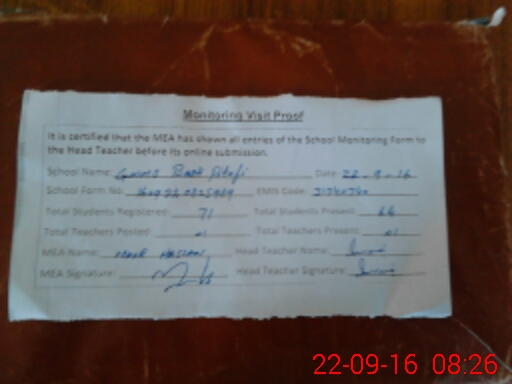 Monitoring Visit Proof
It is certified that the MEA has shown all entries of the School Monitoring Form to
the Head Teacher before its online submission.
School Name: Date: 22-9-16
School Form No: EMIS Code:
Total Students Registered: 71 Total Students Present: 66
Total Teachers Posted: 01 Total Teachers Present: 01
MEA Name: Head Teacher Name:
MEA Signature: Head Teacher Signature:
22-09-16 08:26